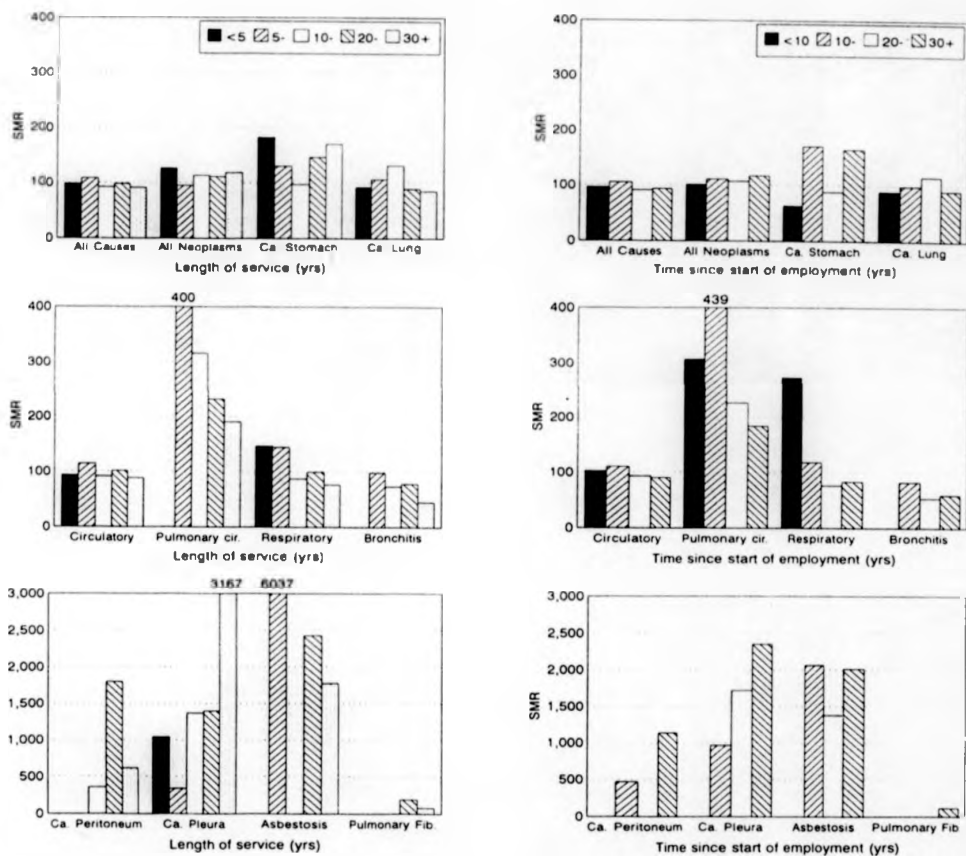 400
300
200
100
0
SMR
<5 5- 10- 20- 30+
All Causes All Neoplasms Ca. Stomach Ca. Lung
Length of service (yrs)
400
300
200
100
0
SMR
<10 10- 20- 30+
All Causes All Neoplasms Ca. Stomach Ca. Lung
Time since start of employment (yrs)
400
400
300
200
100
0
SMR
Circulatory Pulmonary cir. Respiratory Bronchitis
Length of service (yrs)
439
400
300
200
100
0
SMR
Circulatory Pulmonary cir. Respiratory Bronchitis
Time since start of employment (yrs)
3167 6037
3,000
2,500
2,000
1,500
1,000
500
0
Ca. Peritoneum Ca. Pleura Asbestosis Pulmonary Fib.
Length of service (yrs)
3,000
2,500
2,000
1,500
1,000
500
0
SMR
Ca. Peritoneum Ca. Pleura Asbestosis Pulmonary Fib
Time since start of employment (yrs)